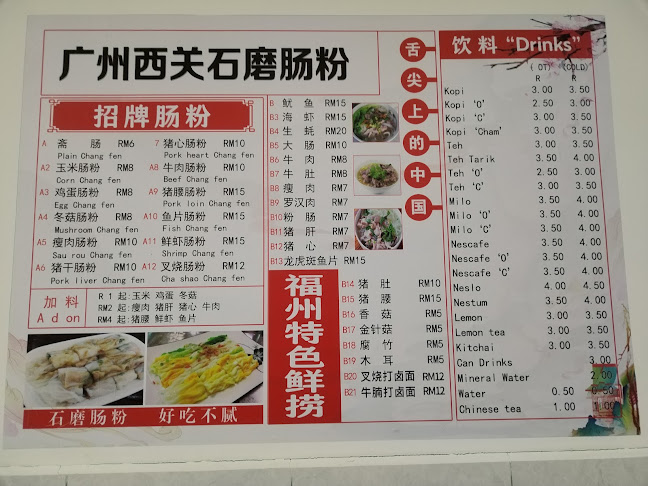 广州西关石磨肠粉
招牌肠粉
A 斋肠 RM6
Plain Chang fen
A2 玉米肠粉 RM8
Corn Chang fen
A3 鸡蛋肠粉 RM8
Egg Chang fen
A4 冬菇肠粉 RM8
Mushroom Chang fen
A5 瘦肉肠粉 RM10
Sau rou Chang fen
A6 猪干肠粉 RM10
Pork liver Chang fen
7 猪心肠粉 RM10
Pork heart Chang fen
A8 牛肉肠粉 RM10
Beef Chang fen
A9 猪腰肠粉 RM15
Pork loin Chang fen
A10 鱼片肠粉 RM15
Fish Chang fen
A11 鲜虾肠粉 RM15
Shrimp Chang fen
A12 叉烧肠粉 RM12
Cha shao Chang fen
加料
A d on
R 1 起:玉米 鸡蛋 冬菇
RM2 起:瘦肉 猪肝 猪心 牛肉
RM4 起:猪腰 鲜虾 鱼片
石磨肠粉 好吃不腻
B 鱿鱼 RM15
B3 海虾 RM15
B4 生蚝 RM20
B5 大肠 RM10
B6 牛肉 RM8
B7 牛肚 RM8
B8 瘦肉 RM7
B9 罗汉肉 RM7
B10 粉肠 RM7
B11 猪肝 RM7
B12 猪心 RM7
B13 龙虎斑鱼片 RM15
福州特色鲜捞
B14 猪肚 RM10
B15 猪腰 RM15
B16 香菇 RM5
B17 金针菇 RM5
B18 腐竹 RM5
B19 木耳 RM5
B20 叉烧打卤面 RM12
B21 牛腩打卤面 RM12
舌尖上的中国
饮料“Drinks”
( OT) (COLD)
R R
Kopi 3.00 3.50
Kopi ‘O’ 2.50 3.00
Kopi ‘C’ 3.00 3.50
Kopi ‘Cham’ 3.00 3.50
Teh 3.00 3.50
Teh Tarik 3.50 4.00
Teh ‘O’ 2.50 3.00
Teh ‘C’ 3.00 3.50
Milo 3.50 4.00
Milo ‘O’ 3.50 4.00
Milo ‘C’ 3.50 4.00
Nescafe 3.50 4.00
Nescafe ‘O’ 3.50 4.00
Nescafe ‘C’ 3.50 4.00
Neslo 4.00 4.50
Nestum 3.50 4.00
Lemon 3.00 3.50
Lemon tea 3.00 3.50
Kitchai 3.00 3.50
Can Drinks 3.00
Mineral Water 2.00
Water 0.50 0.50
Chinese tea 1.00 1.00